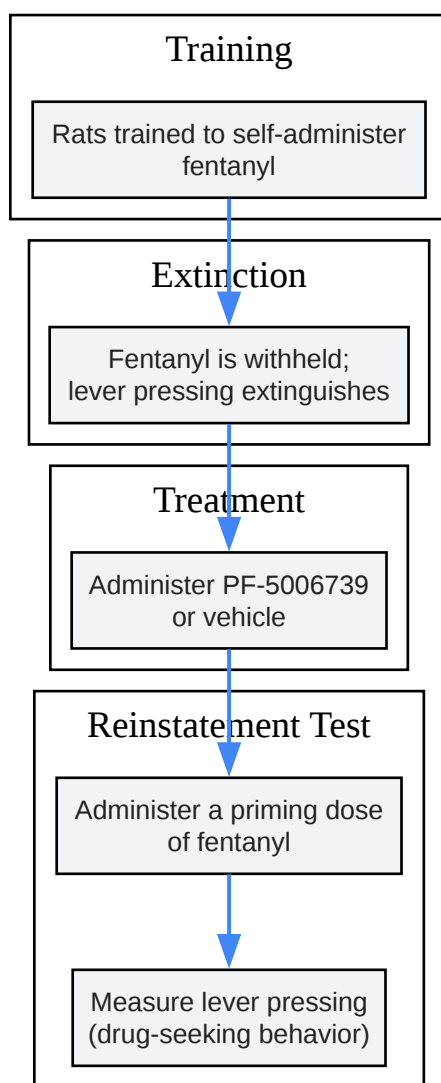 Training
Rats trained to self-administer
fentanyl
Extinction
Fentanyl is withheld;
lever pressing extinguishes
Treatment
Administer PF-5006739
or vehicle
Reinstatement Test
Administer a priming dose
of fentanyl
Measure lever pressing
(drug-seeking behavior)